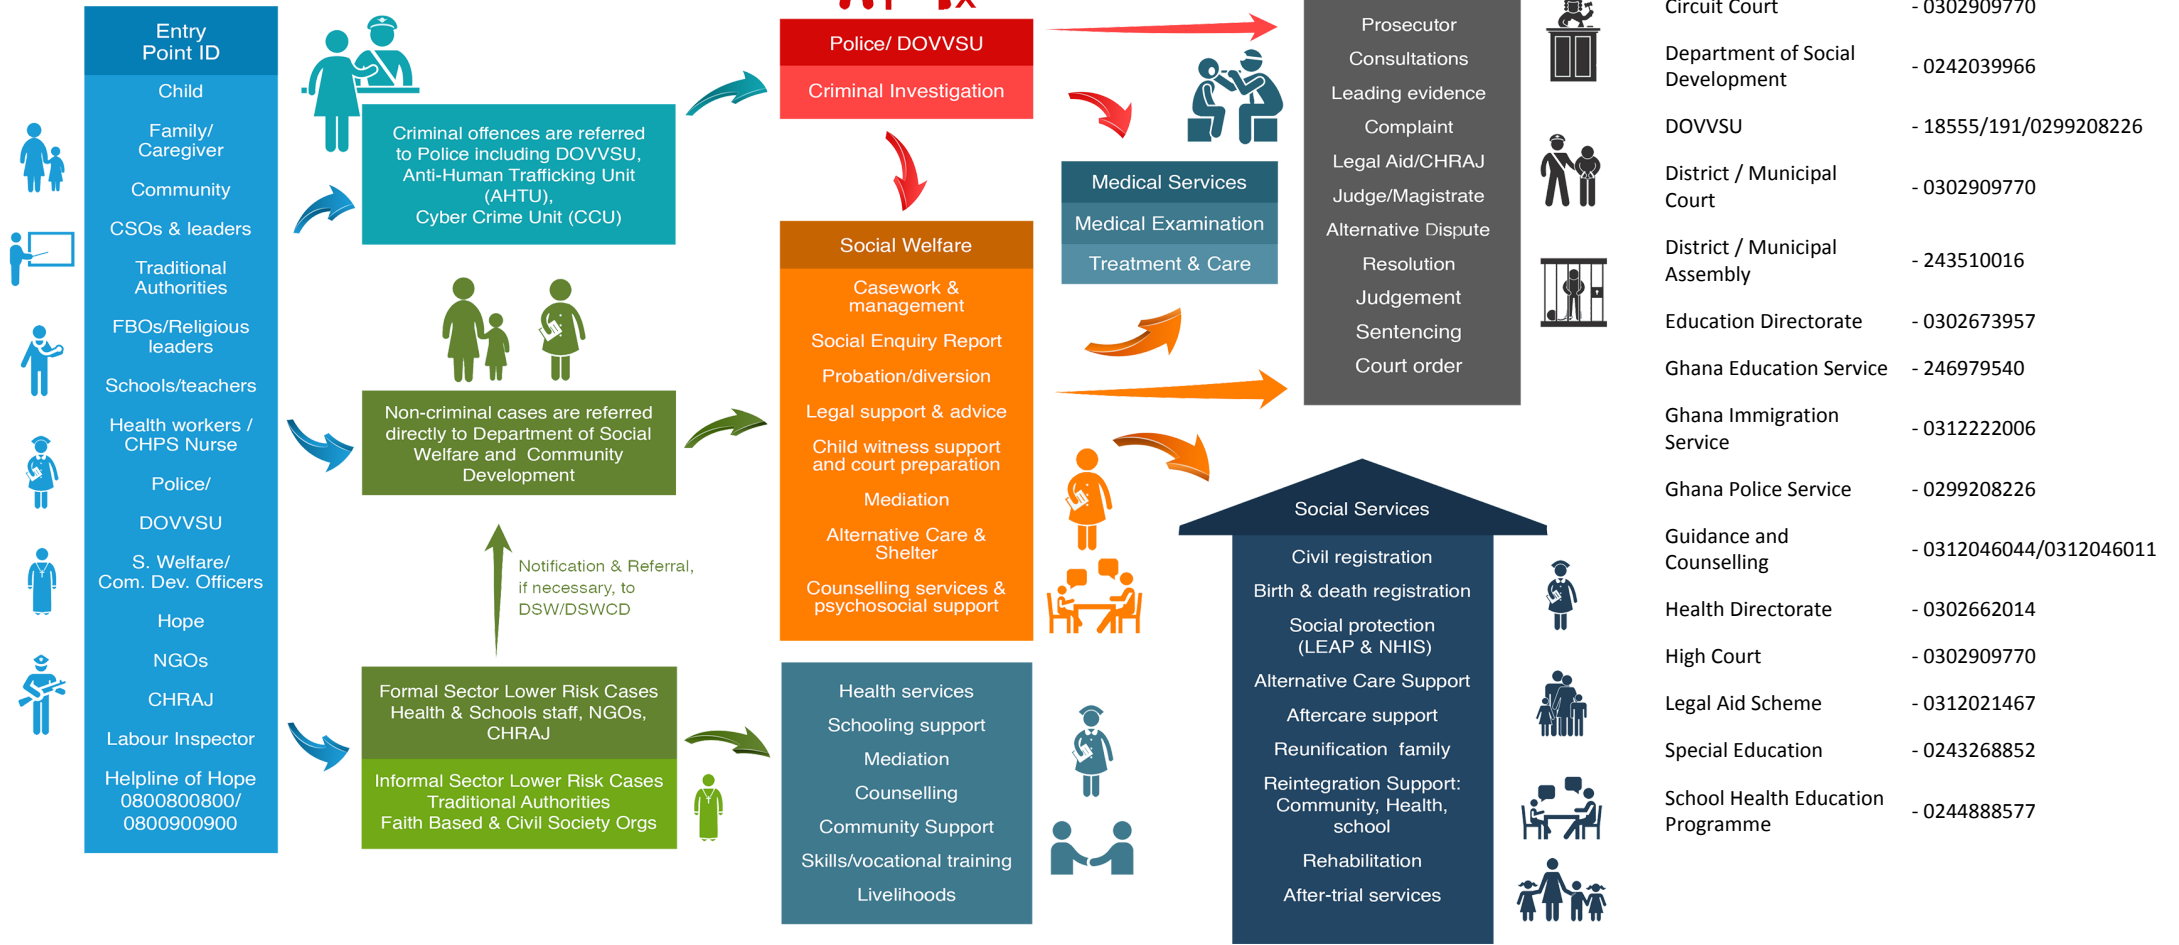 Entry
Point ID
Child
Family/
Caregiver
Community
CSOs & leaders
Traditional
Authorities
FBOs/Religious
leaders
Schools/teachers
Health workers /
CHPS Nurse
Police/
DOVVSU
S. Welfare/
Com. Dev. Officers
Hope
NGOs
CHRAJ
Labour Inspector
Helpline of Hope
0800800800/
0800900900
Criminal offences are referred
to Police including DOVVSU,
Anti-Human Trafficking Unit
(AHTU),
Cyber Crime Unit (CCU)
Non-criminal cases are referred
directly to Department of Social
Welfare and Community
Development
Notification & Referral,
if necessary, to
DSW/DSWCD
Formal Sector Lower Risk Cases
Health & Schools staff, NGOs,
CHRAJ
Informal Sector Lower Risk Cases
Traditional Authorities
Faith Based & Civil Society Orgs
Police/ DOVVSU
Criminal Investigation
Social Welfare
Casework &
management
Social Enquiry Report
Probation/diversion
Legal support & advice
Child witness support
and court preparation
Mediation
Alternative Care &
Shelter
Counselling services &
psychosocial support
Health services
Schooling support
Mediation
Counselling
Community Support
Skills/vocational training
Livelihoods
Medical Services
Medical Examination
Treatment & Care
Prosecutor
Consultations
Leading evidence
Complaint
Legal Aid/CHRAJ
Judge/Magistrate
Alternative Dispute
Resolution
Judgement
Sentencing
Court order
Social Services
Civil registration
Birth & death registration
Social protection
(LEAP & NHIS)
Alternative Care Support
Aftercare support
Reunification family
Reintegration Support:
Community, Health,
school
Rehabilitation
After-trial services
Circuit Court - 0302909770
Department of Social
Development - 0242039966
DOVVSU - 18555/191/0299208226
District / Municipal
Court - 0302909770
District / Municipal
Assembly - 243510016
Education Directorate - 0302673957
Ghana Education Service - 246979540
Ghana Immigration
Service - 0312222006
Ghana Police Service - 0299208226
Guidance and
Counselling - 0312046044/0312046011
Health Directorate - 0302662014
High Court - 0302909770
Legal Aid Scheme - 0312021467
Special Education - 0243268852
School Health Education
Programme - 0244888577